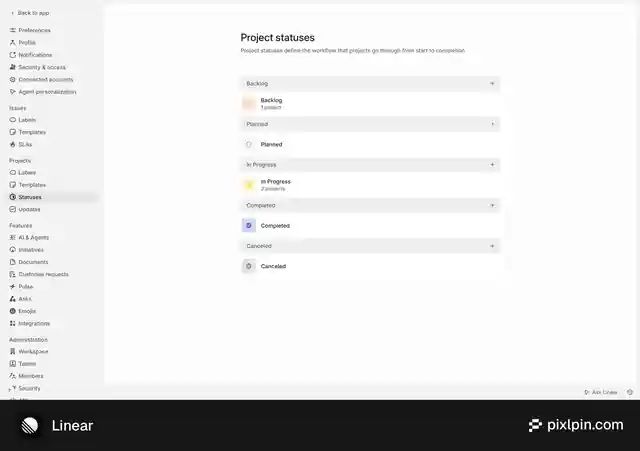 Back to app
Preferences
Profile
Notifications
Security & access
Connected accounts
Agent personalization
Issues
Labels
Templates
SLAs
Projects
Labels
Templates
Statuses
Updates
Features
AI & Agents
Initiatives
Documents
Customer requests
Pulse
Asks
Emojis
Integrations
Administration
Workspace
Teams
Members
Security
Project statuses
Project statuses define the workflow that projects go through from start to completion
Backlog
Backlog
1 project
Planned
Planned
In Progress
In Progress
Completed
Completed
Canceled
Canceled
Ask Linear
Linear
pixlpin.com